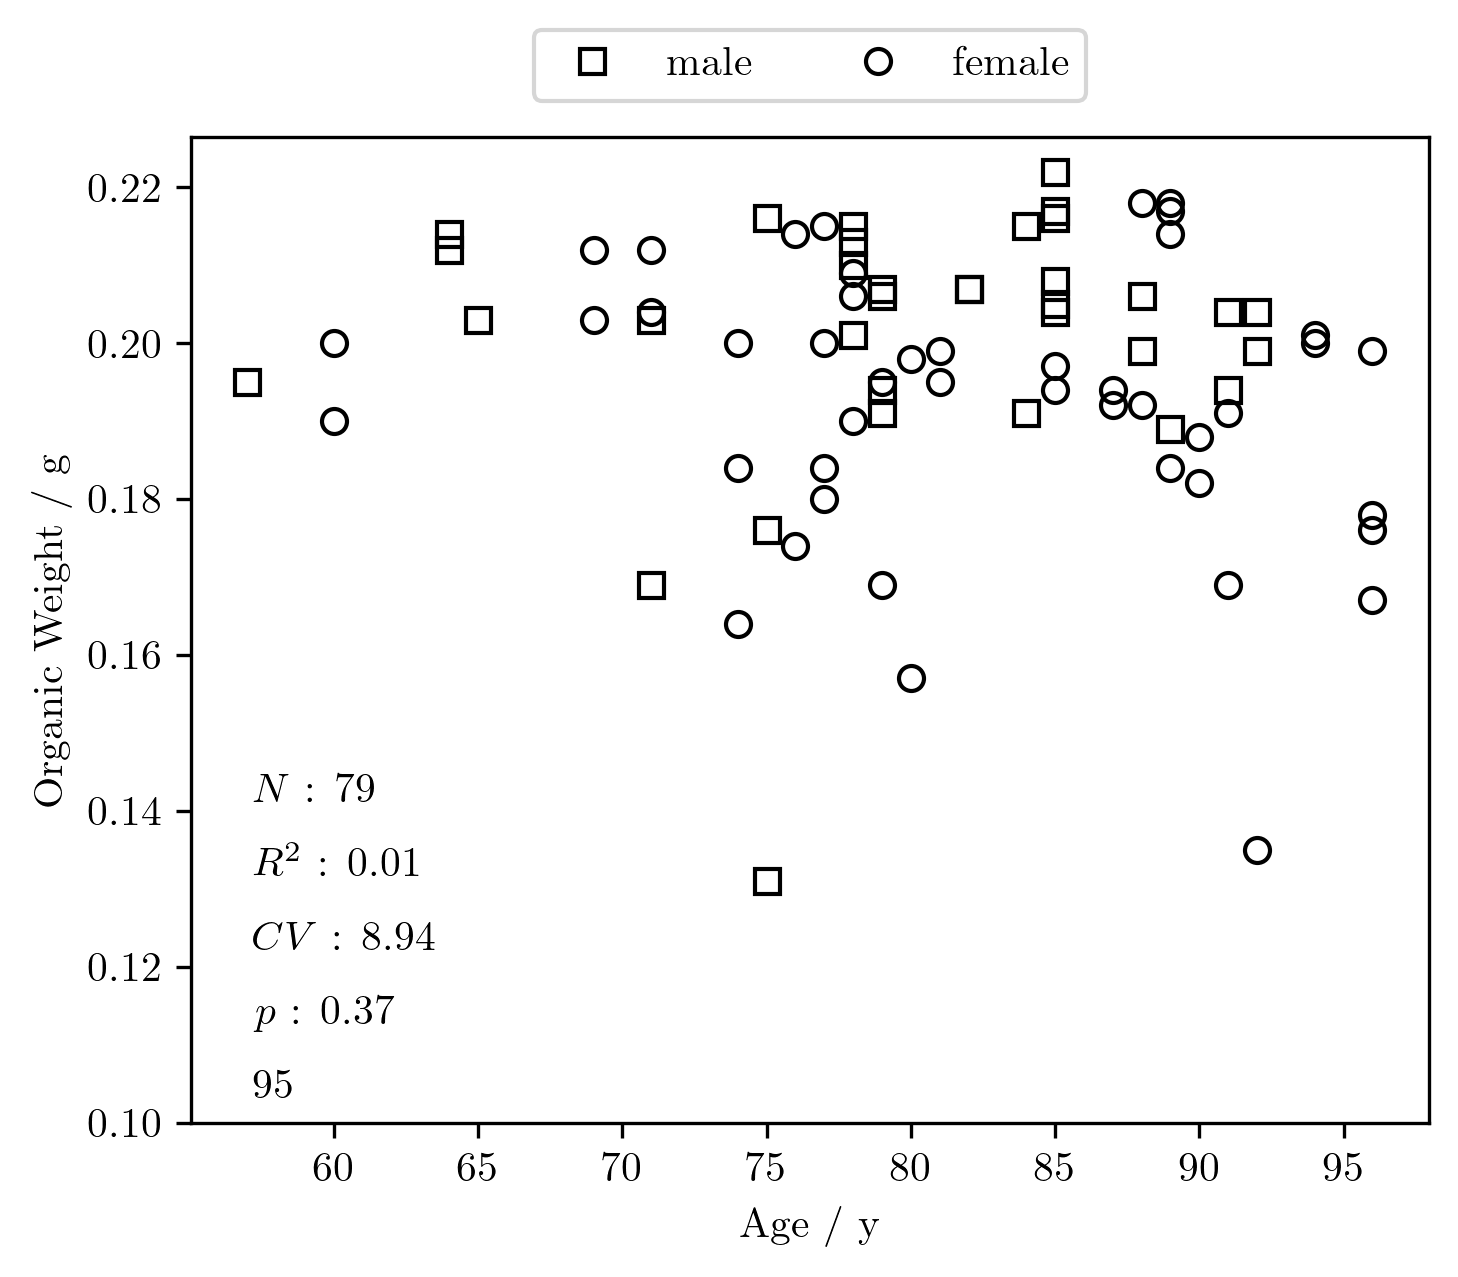 male female
0.22
0.20
0.18
0.16
0.14
0.12
0.10
Organic Weight / g
N : 79
R² : 0.01
CV : 8.94
p : 0.37
95
60 65 70 75 80 85 90 95
Age / y